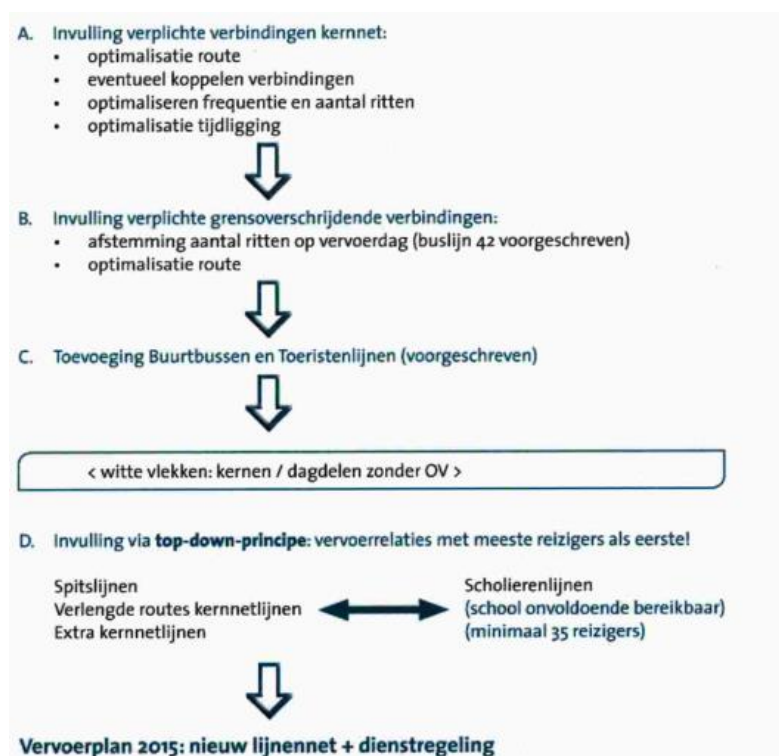 A. Invulling verplichte verbindingen kernnet:
• optimalisatie route
• eventueel koppelen verbindingen
• optimaliseren frequentie en aantal ritten
• optimalisatie tijdligging
B. Invulling verplichte grensoverschrijdende verbindingen:
• afstemming aantal ritten op vervoerdag (buslijn 42 voorgeschreven)
• optimalisatie route
C. Toevoeging Buurtbussen en Toeristenlijnen (voorgeschreven)
< witte vlekken: kernen / dagdelen zonder OV >
D. Invulling via top-down-principe: vervoerrelaties met meeste reizigers als eerste!
Spitslijnen
Verlengde routes kernnetlijnen
Extra kernnetlijnen
Scholierenlijnen
(school onvoldoende bereikbaar)
(minimaal 35 reizigers)
Vervoerplan 2015: nieuw lijnennet + dienstregeling